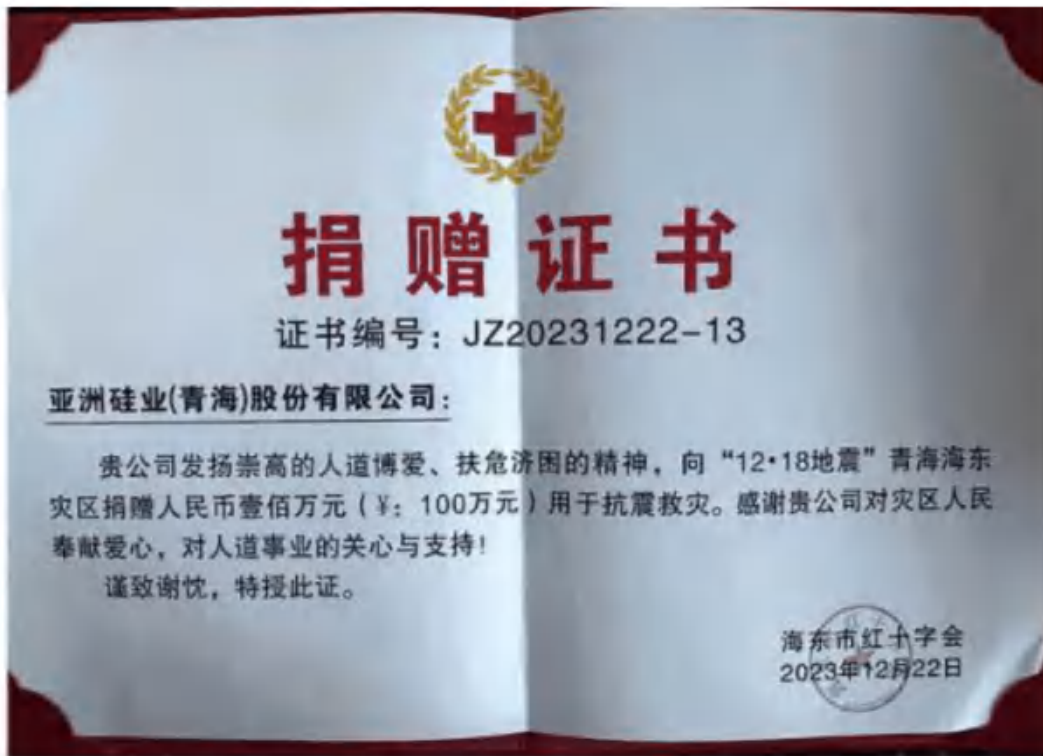 捐赠证书
证书编号：JZ20231222-13
亚洲硅业(青海)股份有限公司：
贵公司发扬崇高的人道博爱、扶危济困的精神，向“12·18地震”青海海东
灾区捐赠人民币壹佰万元（¥：100万元）用于抗震救灾。感谢贵公司对灾区人民
奉献爱心，对人道事业的关心与支持！
谨致谢忱，特授此证。
海东市红十字会
2023年12月22日